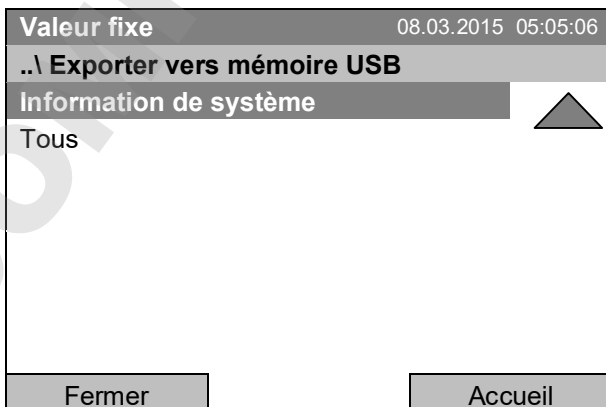 Valeur fixe 08.03.2015 05:05:06
..\ Exporter vers mémoire USB
Information de système
Tous
Fermer Accueil